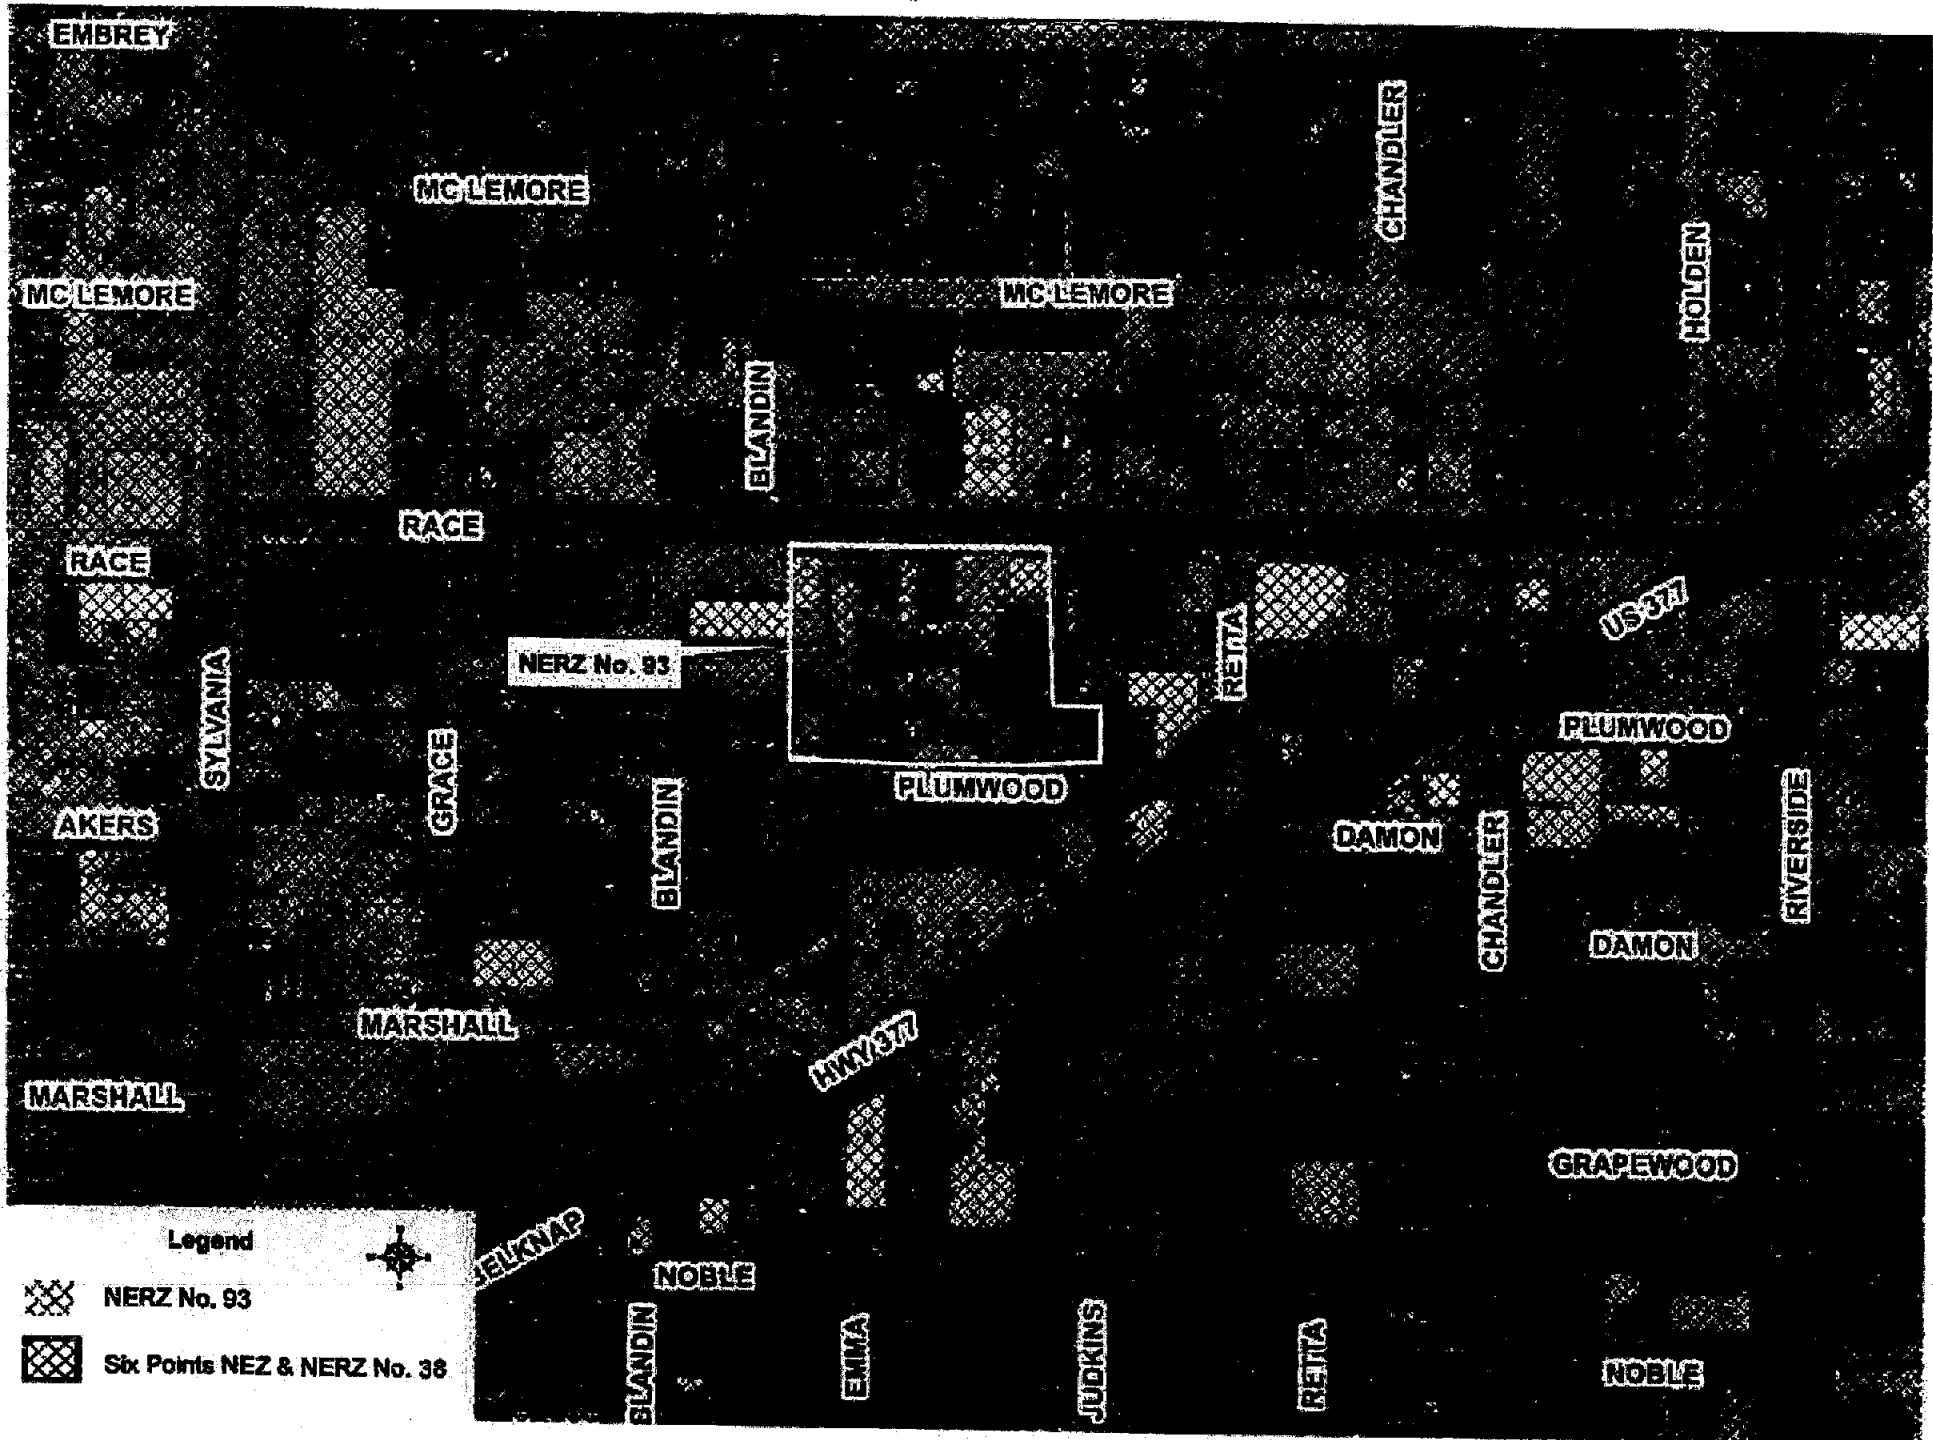 EMBREY
CHANDLER
MC LEMORE
HOLDEN
MC LEMORE
MC LEMORE
BLANDIN
RACE
RACE
US 377
RETTA
NERZ No. 93
SYLVANIA
PLUMWOOD
GRACE
PLUMWOOD
BLANDIN
AKERS
DAMON
CHANDLER
RIVERSIDE
DAMON
MARSHALL
HWY 377
MARSHALL
GRAPEWOOD
BELKNAP
NOBLE
BLANDIN
EMMA
JUDKINS
RETTA
NOBLE
Legend
NERZ No. 93
Six Points NEZ & NERZ No. 38